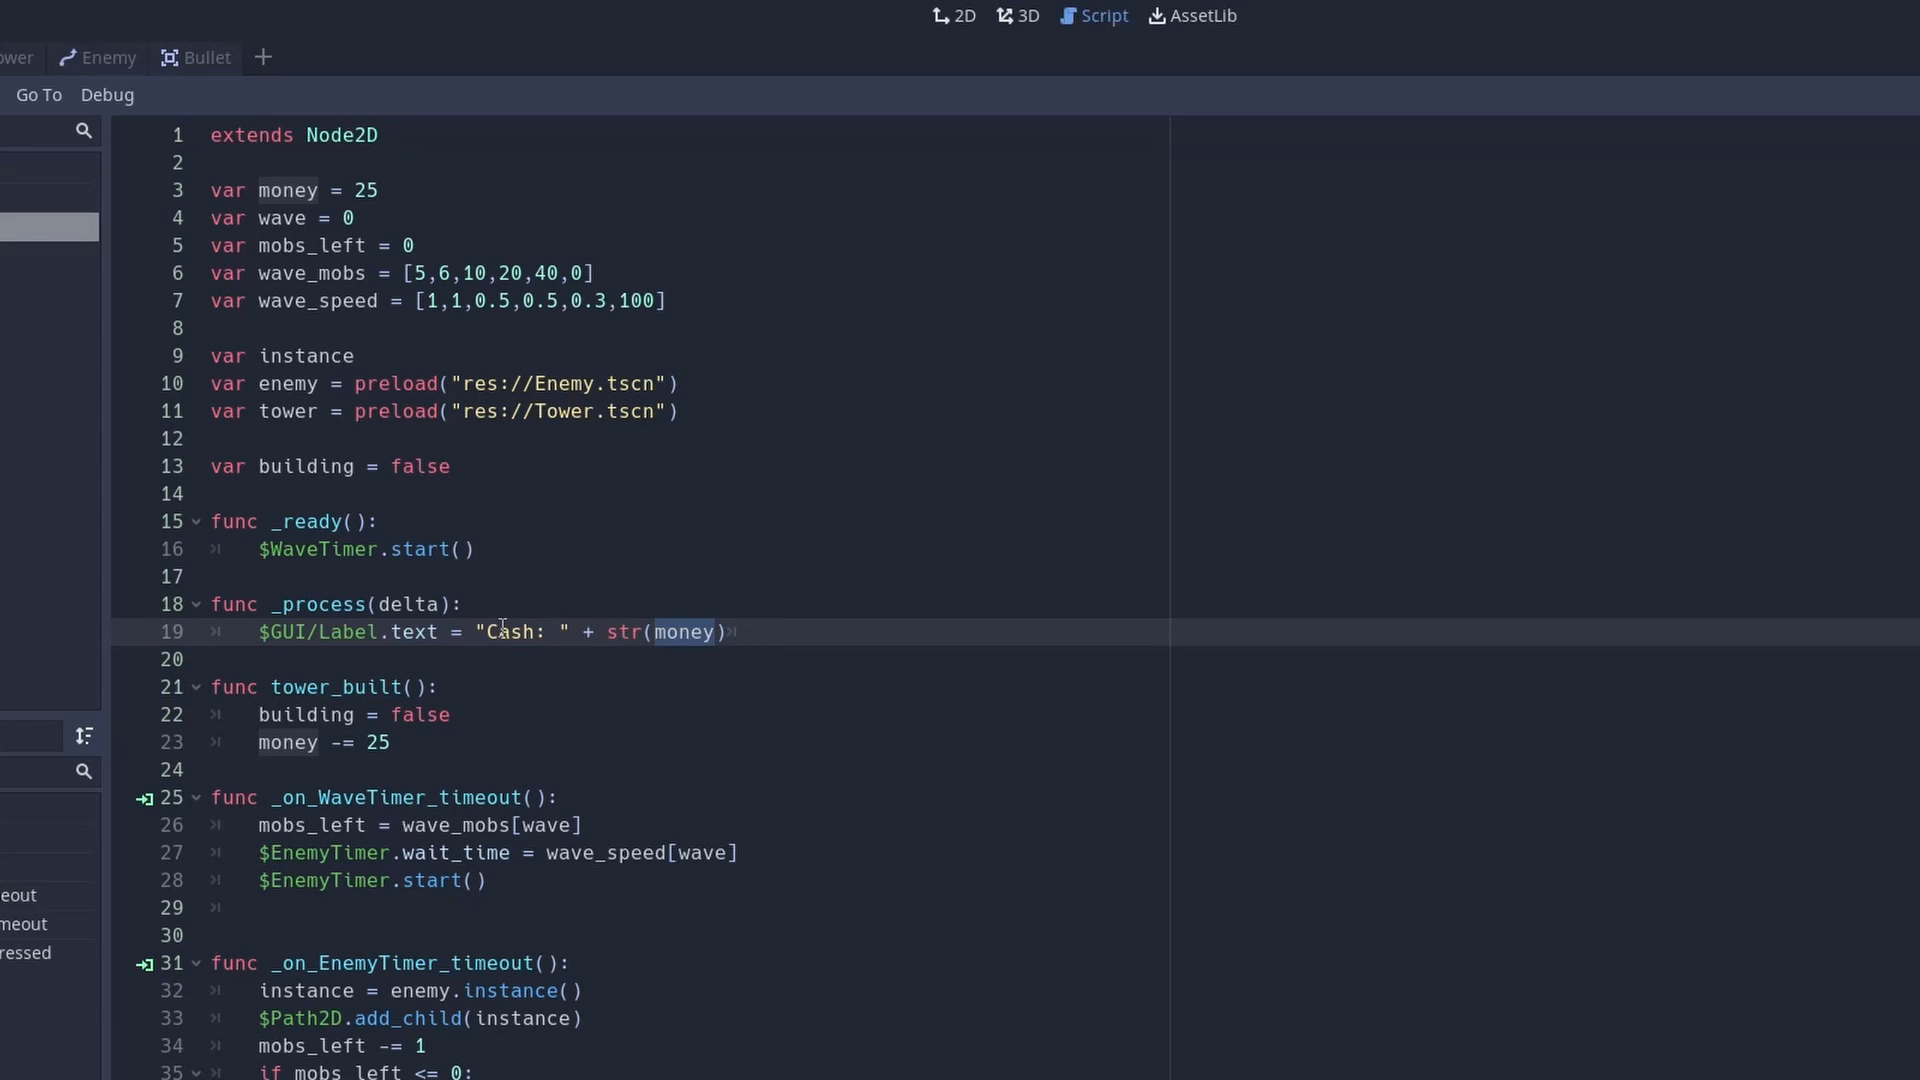 2D 3D Script AssetLib
ower Enemy Bullet +
Go To Debug
1 extends Node2D
2
3 var money = 25
4 var wave = 0
5 var mobs_left = 0
6 var wave_mobs = [5,6,10,20,40,0]
7 var wave_speed = [1,1,0.5,0.5,0.3,100]
8
9 var instance
10 var enemy = preload("res://Enemy.tscn")
11 var tower = preload("res://Tower.tscn")
12
13 var building = false
14
15 func _ready():
16 $WaveTimer.start()
17
18 func _process(delta):
19 $GUI/Label.text = "Cash: " + str(money)
20
21 func tower_built():
22 building = false
23 money -= 25
24
25 func _on_WaveTimer_timeout():
26 mobs_left = wave_mobs[wave]
27 $EnemyTimer.wait_time = wave_speed[wave]
28 $EnemyTimer.start()
29
30
31 func _on_EnemyTimer_timeout():
32 instance = enemy.instance()
33 $Path2D.add_child(instance)
34 mobs_left -= 1
35 if mobs_left <= 0:
eout
meout
ressed